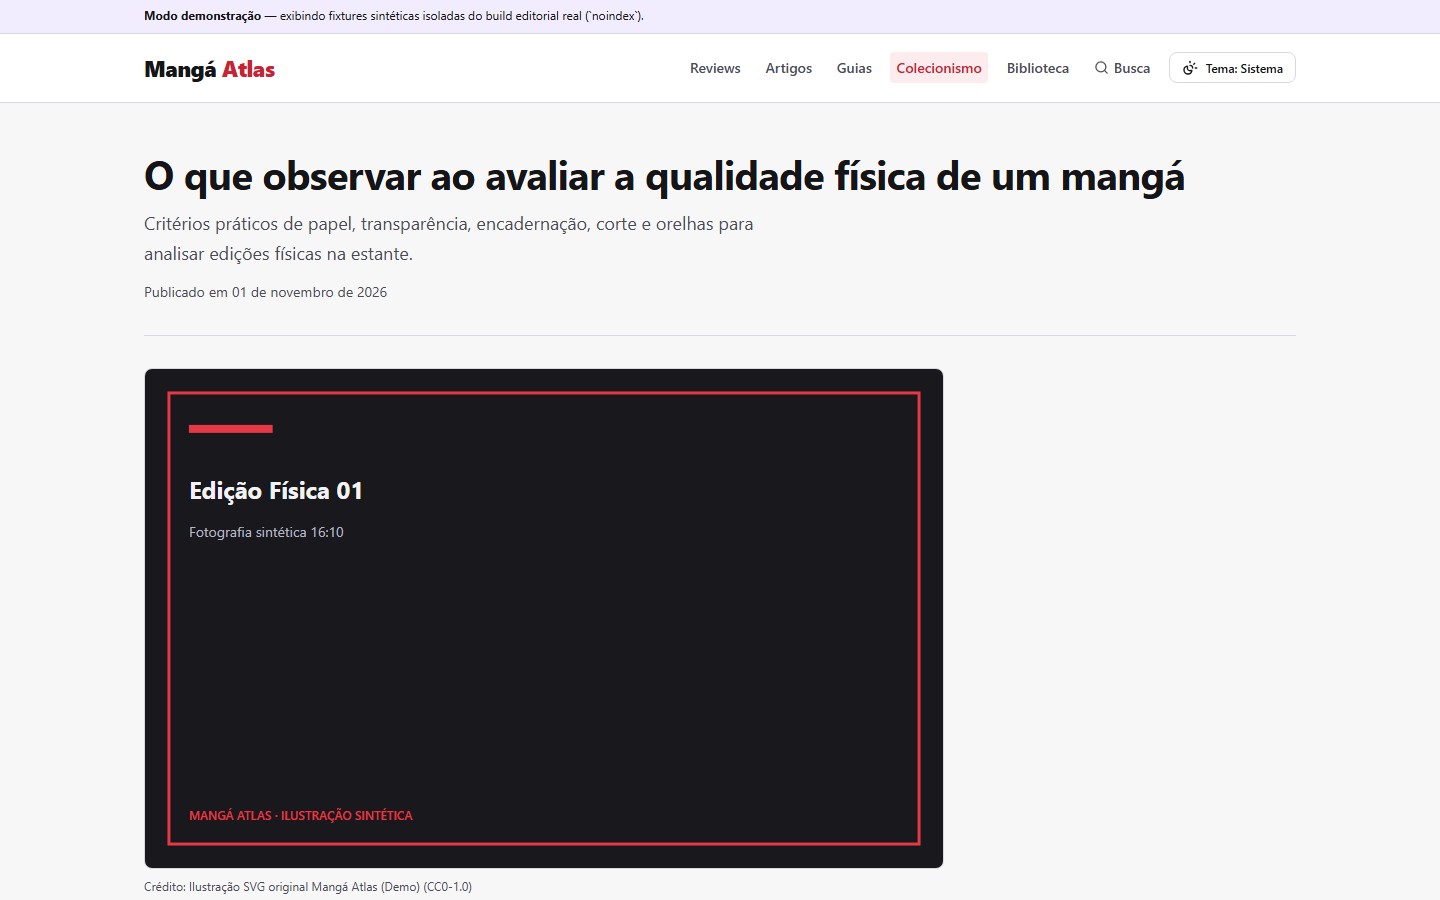 Modo demonstração — exibindo fixtures sintéticas isoladas do build editorial real (`noindex`).
Mangá Atlas
Reviews
Artigos
Guias
Colecionismo
Biblioteca
Busca
Tema: Sistema
O que observar ao avaliar a qualidade física de um mangá
Critérios práticos de papel, transparência, encadernação, corte e orelhas para
analisar edições físicas na estante.
Publicado em 01 de novembro de 2026
Edição Física 01
Fotografia sintética 16:10
MANGÁ ATLAS · ILUSTRAÇÃO SINTÉTICA
Crédito: Ilustração SVG original Mangá Atlas (Demo) (CC0-1.0)